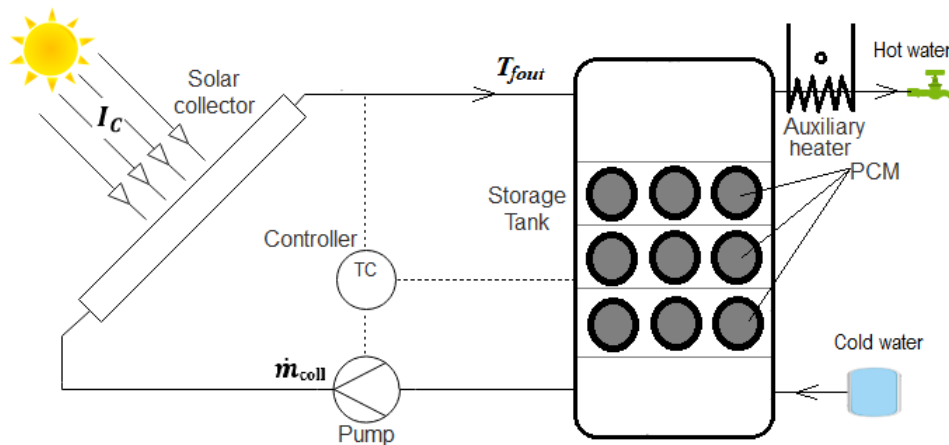 Solar
collector
I_C
T_fout
Hot water
Auxiliary
heater
PCM
Storage
Tank
Controller
TC
Cold water
ṁ_coll
Pump